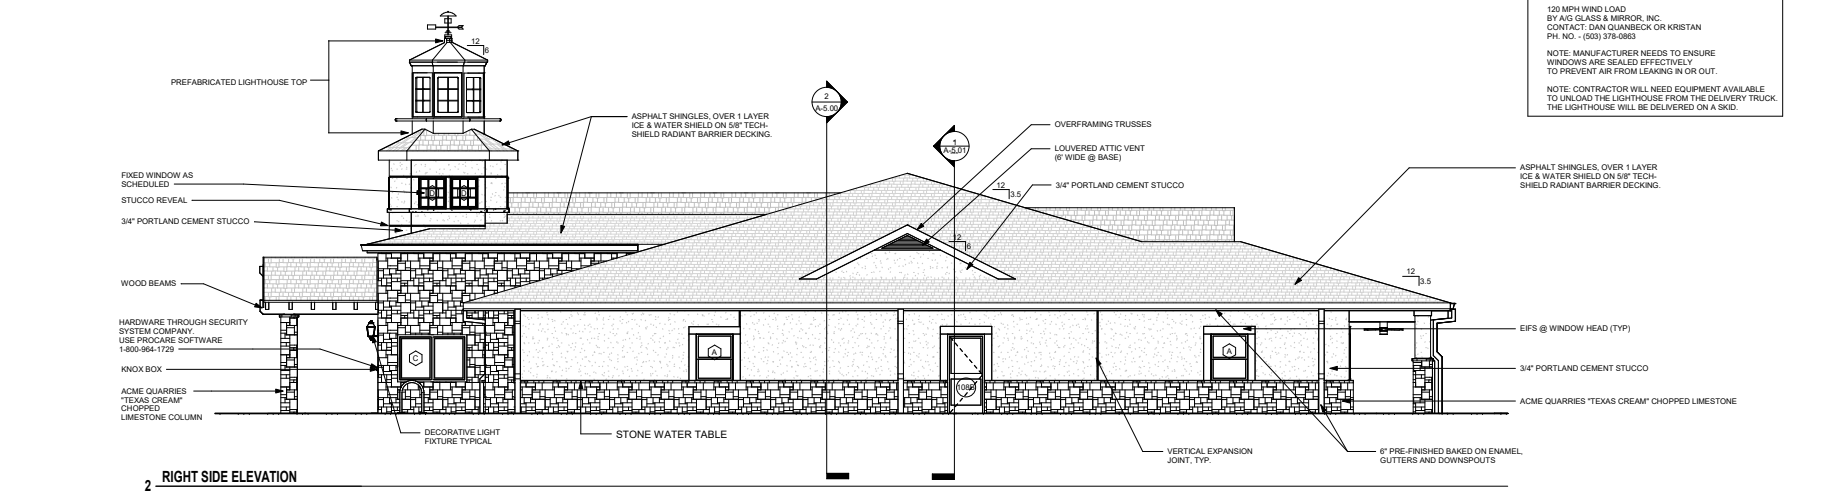 120 MPH WIND LOAD
BY A/G GLASS & MIRROR, INC.
CONTACT: DAN QUANBECK OR KRISTAN
PH. NO. - (503) 378-0863
NOTE: MANUFACTURER NEEDS TO ENSURE
WINDOWS ARE SEALED EFFECTIVELY
TO PREVENT AIR FROM LEAKING IN OR OUT.
NOTE: CONTRACTOR WILL NEED EQUIPMENT AVAILABLE
TO UNLOAD THE LIGHTHOUSE FROM THE DELIVERY TRUCK.
THE LIGHTHOUSE WILL BE DELIVERED ON A SKID.
12
6
PREFABRICATED LIGHTHOUSE TOP
2
A-5.00
ASPHALT SHINGLES, OVER 1 LAYER
ICE & WATER SHIELD ON 5/8" TECH-
SHIELD RADIANT BARRIER DECKING.
1
A-5.01
OVERFRAMING TRUSSES
LOUVERED ATTIC VENT
(6' WIDE @ BASE)
3/4" PORTLAND CEMENT STUCCO
12
3.5
ASPHALT SHINGLES, OVER 1 LAYER
ICE & WATER SHIELD ON 5/8" TECH-
SHIELD RADIANT BARRIER DECKING.
FIXED WINDOW AS
SCHEDULED
D
D
STUCCO REVEAL
3/4" PORTLAND CEMENT STUCCO
12
6
12
3.5
WOOD BEAMS
HARDWARE THROUGH SECURITY
SYSTEM COMPANY.
USE PROCARE SOFTWARE
1-800-964-1729
KNOX BOX
ACME QUARRIES
"TEXAS CREAM"
CHOPPED
LIMESTONE COLUMN
C
A
108B
A
EIFS @ WINDOW HEAD (TYP)
3/4" PORTLAND CEMENT STUCCO
ACME QUARRIES "TEXAS CREAM" CHOPPED LIMESTONE
DECORATIVE LIGHT
FIXTURE TYPICAL
STONE WATER TABLE
VERTICAL EXPANSION
JOINT, TYP.
6" PRE-FINISHED BAKED ON ENAMEL,
GUTTERS AND DOWNSPOUTS
2 RIGHT SIDE ELEVATION